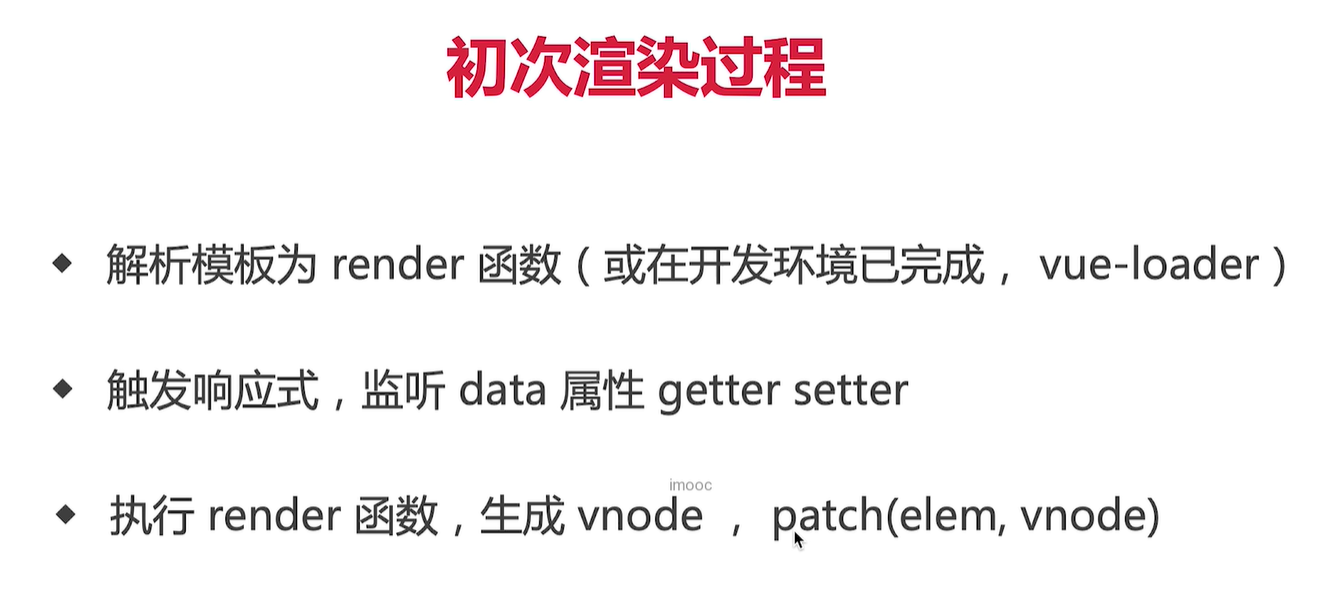 初次渲染过程
解析模板为 render 函数（或在开发环境已完成， vue-loader ）
触发响应式，监听 data 属性 getter setter
imooc
执行 render 函数，生成 vnode ， patch(elem, vnode)